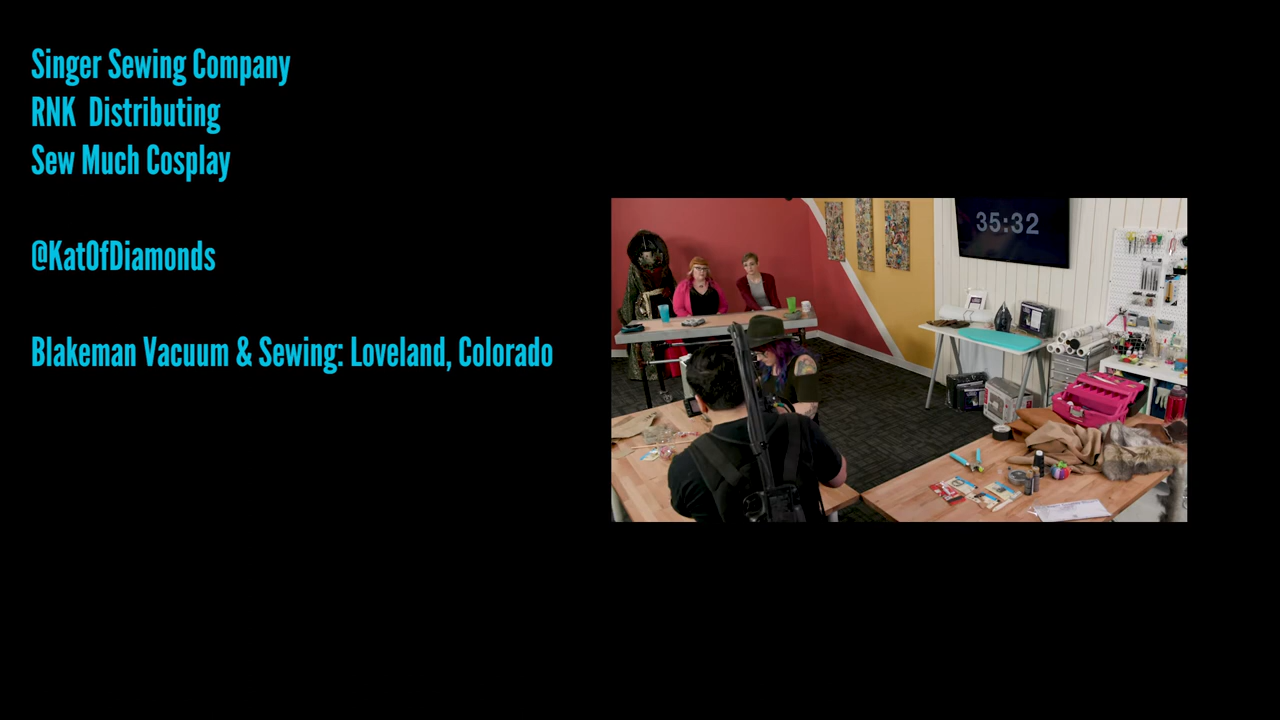 Singer Sewing Company
RNK Distributing
Sew Much Cosplay
@KatOfDiamonds
Blakeman Vacuum & Sewing: Loveland, Colorado
35:32